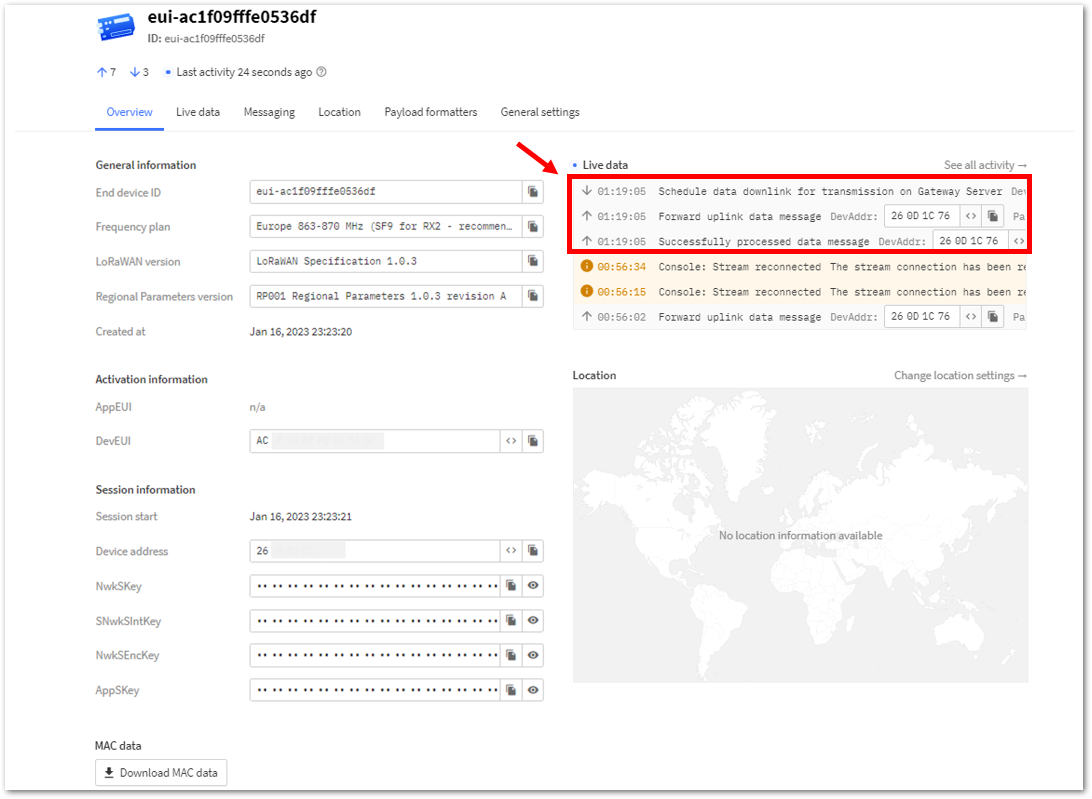 eui-ac1f09fffe0536df
ID: eui-ac1f09fffe0536df
7 3 • Last activity 24 seconds ago
Overview Live data Messaging Location Payload formatters General settings
General information
End device ID eui-ac1f09fffe0536df
Frequency plan Europe 863-870 MHz (SF9 for RX2 - recommen…
LoRaWAN version LoRaWAN Specification 1.0.3
Regional Parameters version RP001 Regional Parameters 1.0.3 revision A
Created at Jan 16, 2023 23:23:20
Activation information
AppEUI n/a
DevEUI AC
Session information
Session start Jan 16, 2023 23:23:21
Device address 26
NwkSKey
SNwkSIntKey
NwkSEncKey
AppSKey
MAC data
Download MAC data
• Live data See all activity →
01:19:05 Schedule data downlink for transmission on Gateway Server De
01:19:05 Forward uplink data message DevAddr: 26 0D 1C 76 <> Pa
01:19:05 Successfully processed data message DevAddr: 26 0D 1C 76 <>
00:56:34 Console: Stream reconnected The stream connection has been re
00:56:15 Console: Stream reconnected The stream connection has been re
00:56:02 Forward uplink data message DevAddr: 26 0D 1C 76 <> Pa
Location Change location settings →
No location information available